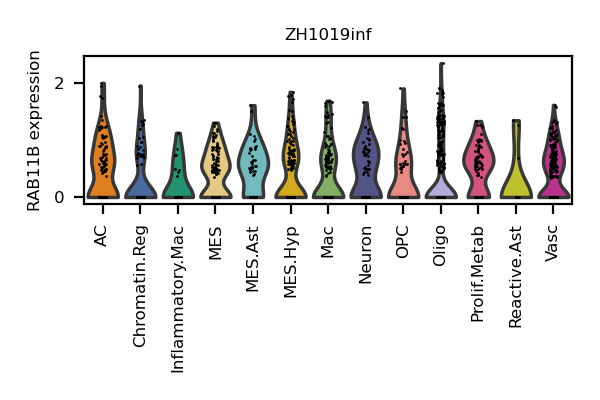 ZH1019inf
RAB11B expression
2
0
AC
Chromatin.Reg
Inflammatory.Mac
MES
MES.Ast
MES.Hyp
Mac
Neuron
OPC
Oligo
Prolif.Metab
Reactive.Ast
Vasc